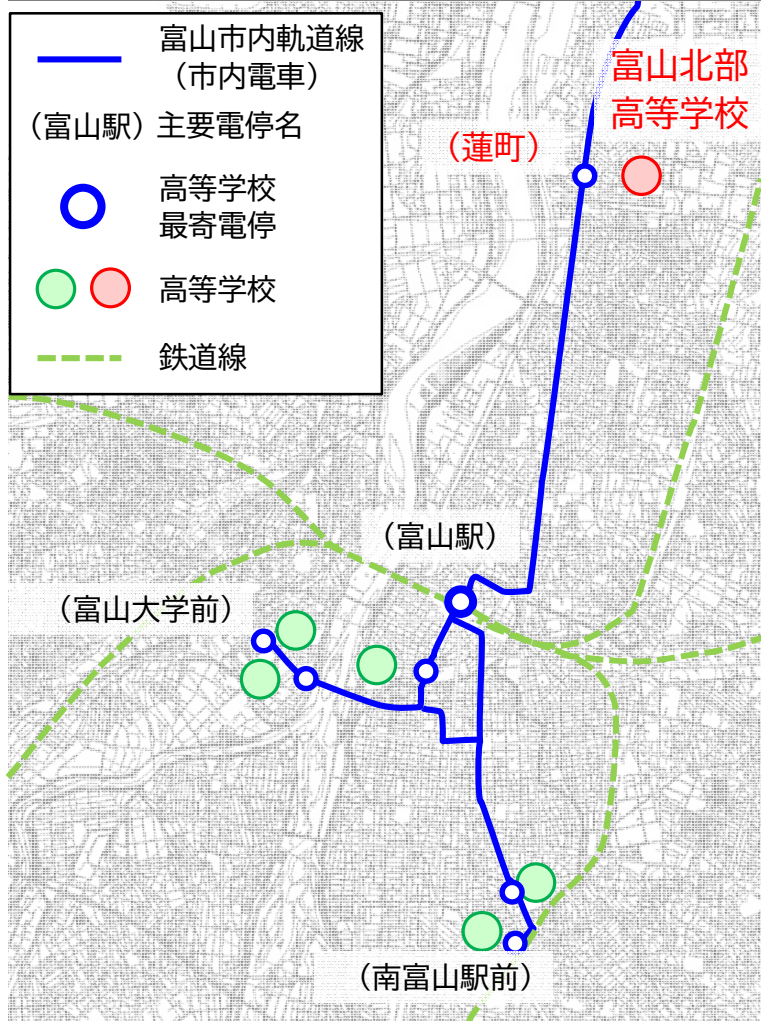 富山市内軌道線
（市内電車）
（富山駅）主要電停名
高等学校
最寄電停
高等学校
鉄道線
富山北部
高等学校
（蓮町）
（富山駅）
（富山大学前）
（南富山駅前）